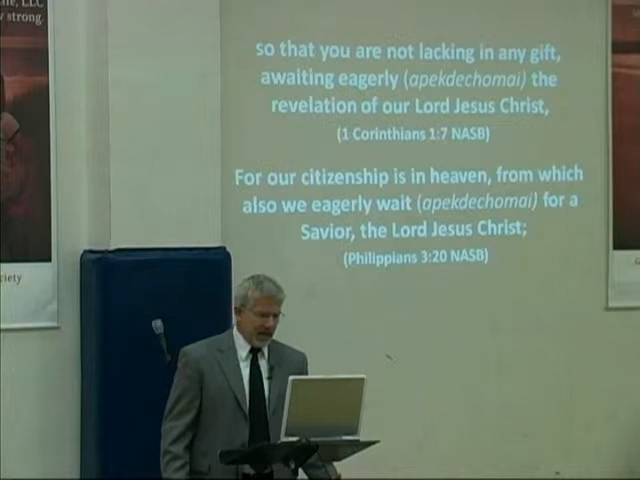 LLC
strong.
so that you are not lacking in any gift,
awaiting eagerly (apekdechomai) the
revelation of our Lord Jesus Christ,
(1 Corinthians 1:7 NASB)
For our citizenship is in heaven, from which
also we eagerly wait (apekdechomai) for a
Savior, the Lord Jesus Christ;
(Philippians 3:20 NASB)